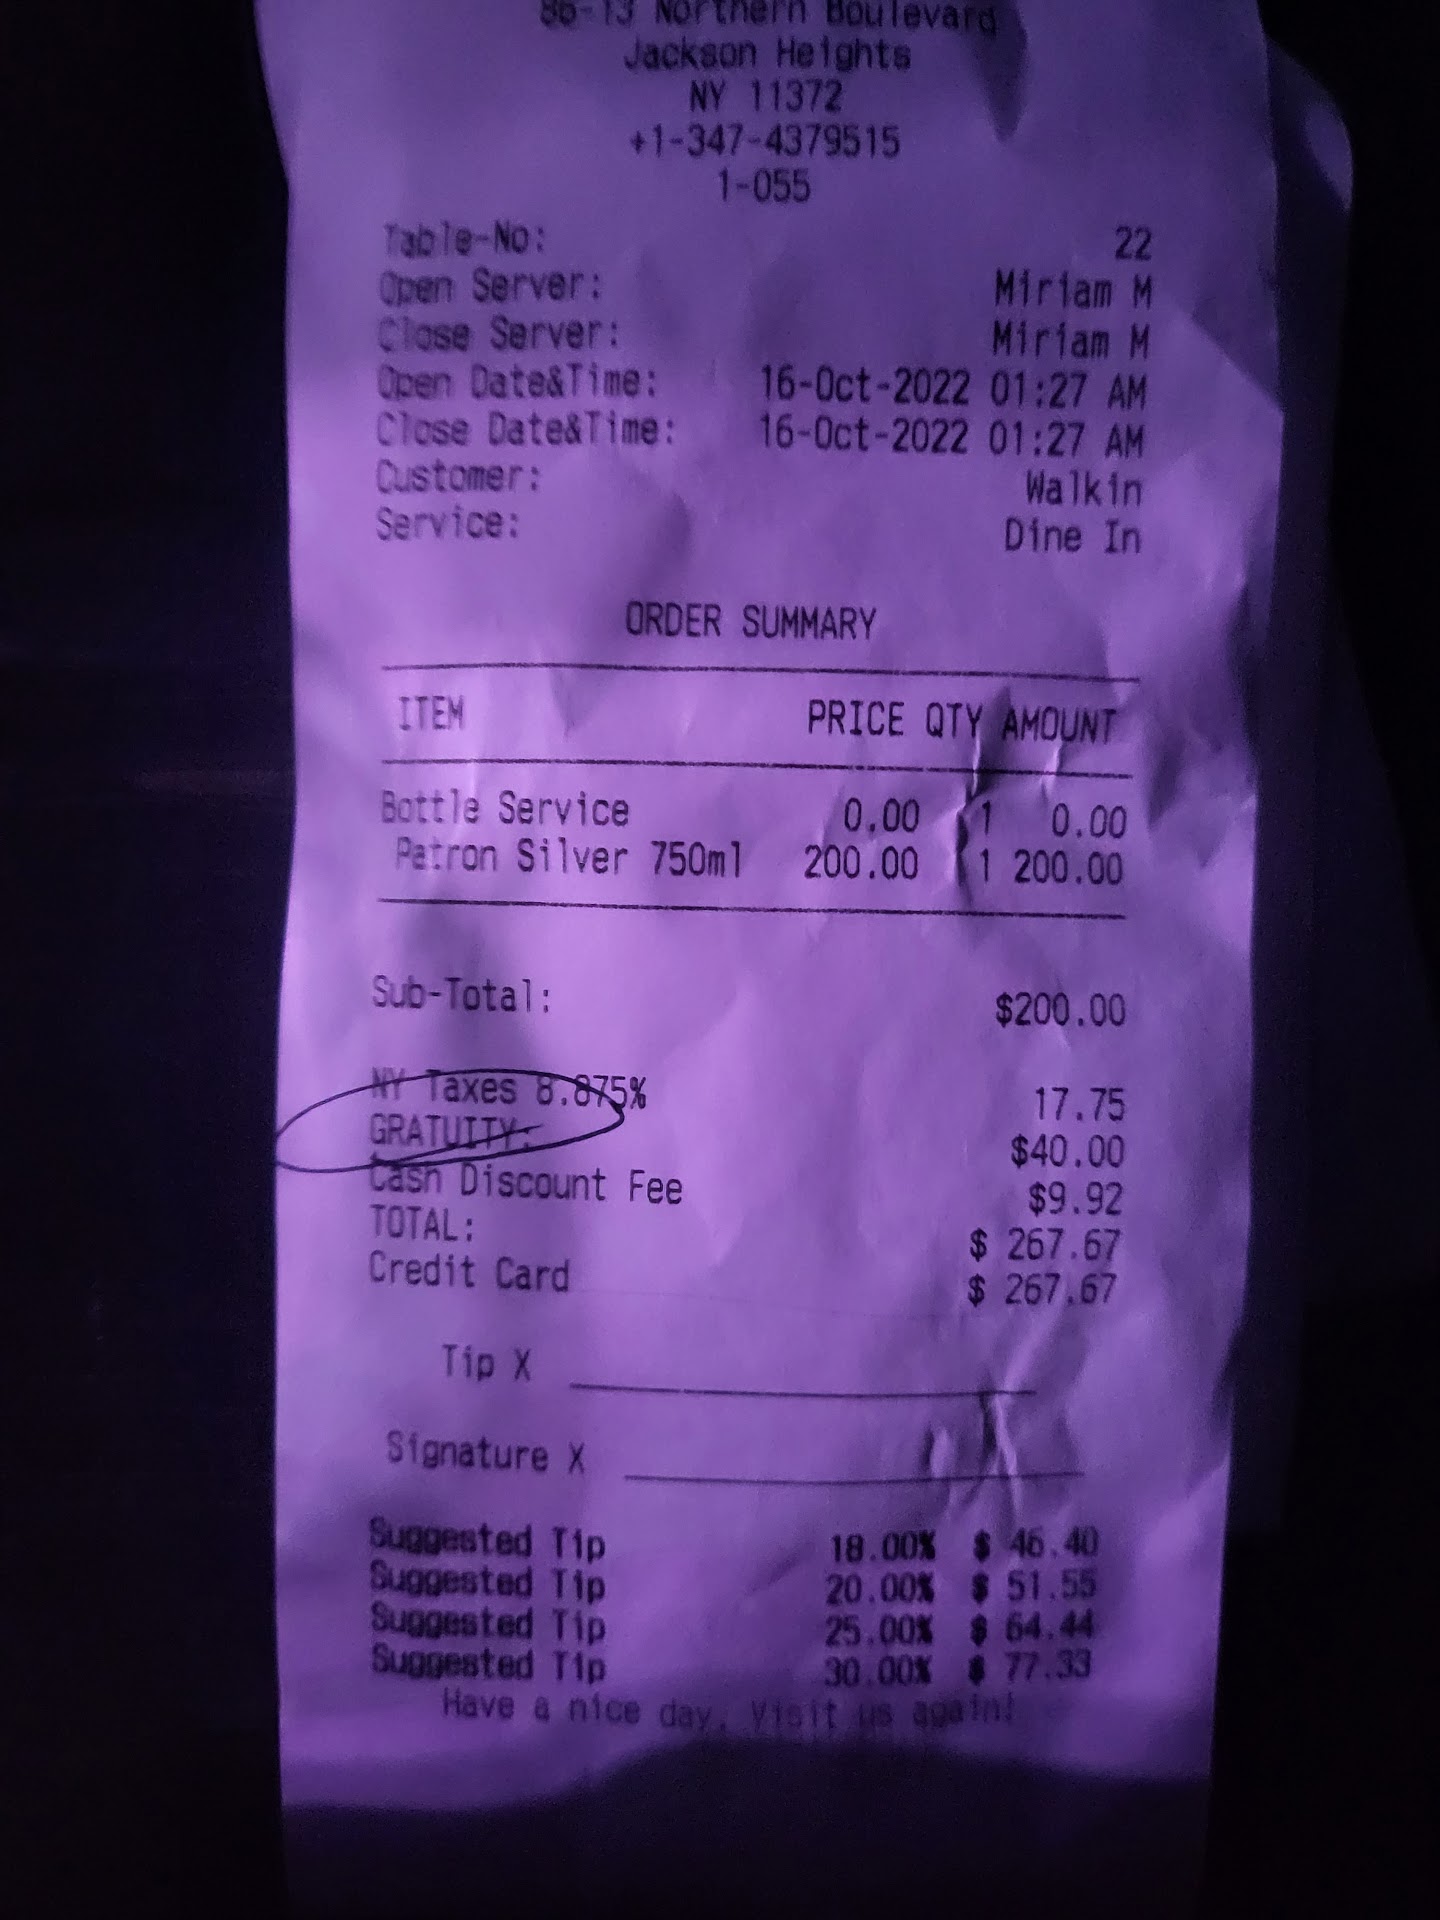 86-13 Northern Boulevard
Jackson Heights
NY 11372
+1-347-4379515
1-055
Table-No: 22
Open Server: Miriam M
Close Server: Miriam M
Open Date&Time: 16-Oct-2022 01:27 AM
Close Date&Time: 16-Oct-2022 01:27 AM
Customer: Walkin
Service: Dine In
ORDER SUMMARY
ITEM PRICE QTY AMOUNT
Bottle Service 0.00 1 0.00
Patron Silver 750ml 200.00 1 200.00
Sub-Total: $200.00
NY Taxes 8.875% 17.75
GRATUITY: $40.00
Cash Discount Fee $9.92
TOTAL: $ 267.67
Credit Card $ 267.67
Tip X
Signature X
Suggested Tip 18.00% $ 46.40
Suggested Tip 20.00% $ 51.55
Suggested Tip 25.00% $ 64.44
Suggested Tip 30.00% $ 77.33
Have a nice day, Visit us again!